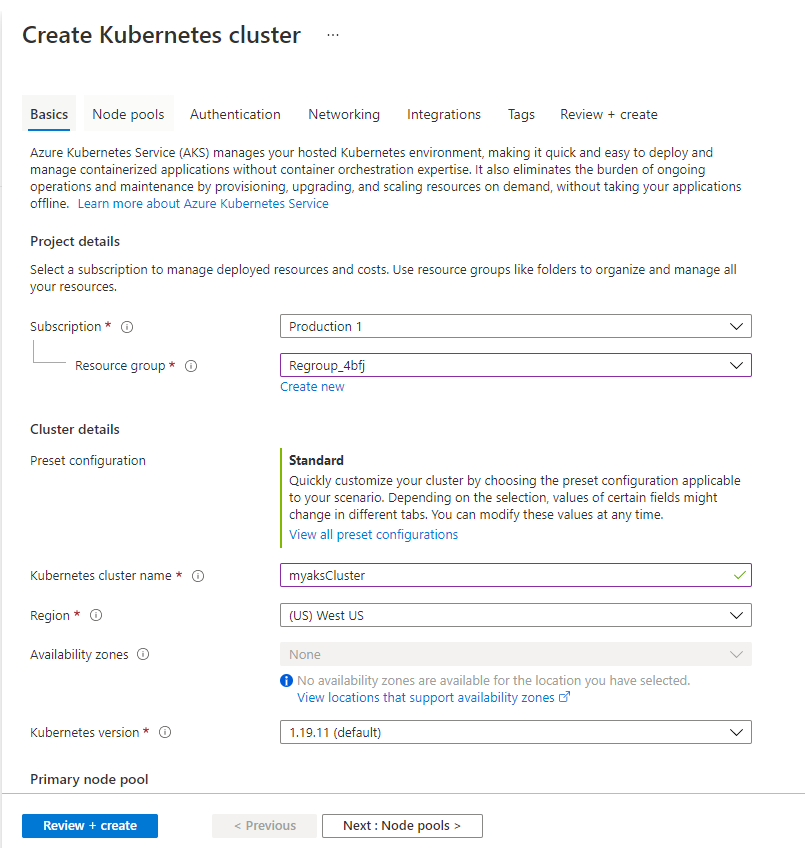 Create Kubernetes cluster ...
Basics Node pools Authentication Networking Integrations Tags Review + create
Azure Kubernetes Service (AKS) manages your hosted Kubernetes environment, making it quick and easy to deploy and
manage containerized applications without container orchestration expertise. It also eliminates the burden of ongoing
operations and maintenance by provisioning, upgrading, and scaling resources on demand, without taking your applications
offline. Learn more about Azure Kubernetes Service
Project details
Select a subscription to manage deployed resources and costs. Use resource groups like folders to organize and manage all
your resources.
Subscription * Production 1
Resource group * Regroup_4bfj
Create new
Cluster details
Preset configuration Standard
Quickly customize your cluster by choosing the preset configuration applicable
to your scenario. Depending on the selection, values of certain fields might
change in different tabs. You can modify these values at any time.
View all preset configurations
Kubernetes cluster name * myaksCluster
Region * (US) West US
Availability zones None
No availability zones are available for the location you have selected.
View locations that support availability zones
Kubernetes version * 1.19.11 (default)
Primary node pool
Review + create < Previous Next : Node pools >